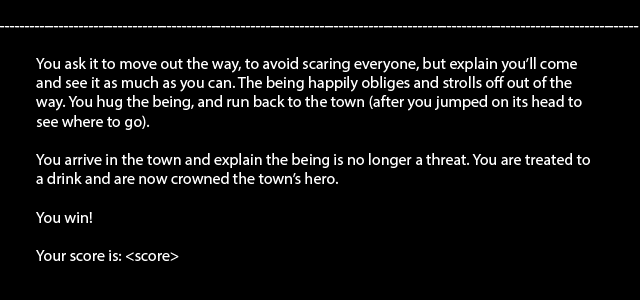 You ask it to move out the way, to avoid scaring everyone, but explain you'll come
and see it as much as you can. The being happily obliges and strolls off out of the
way. You hug the being, and run back to the town (after you jumped on its head to
see where to go).
You arrive in the town and explain the being is no longer a threat. You are treated to
a drink and are now crowned the town's hero.
You win!
Your score is: <score>